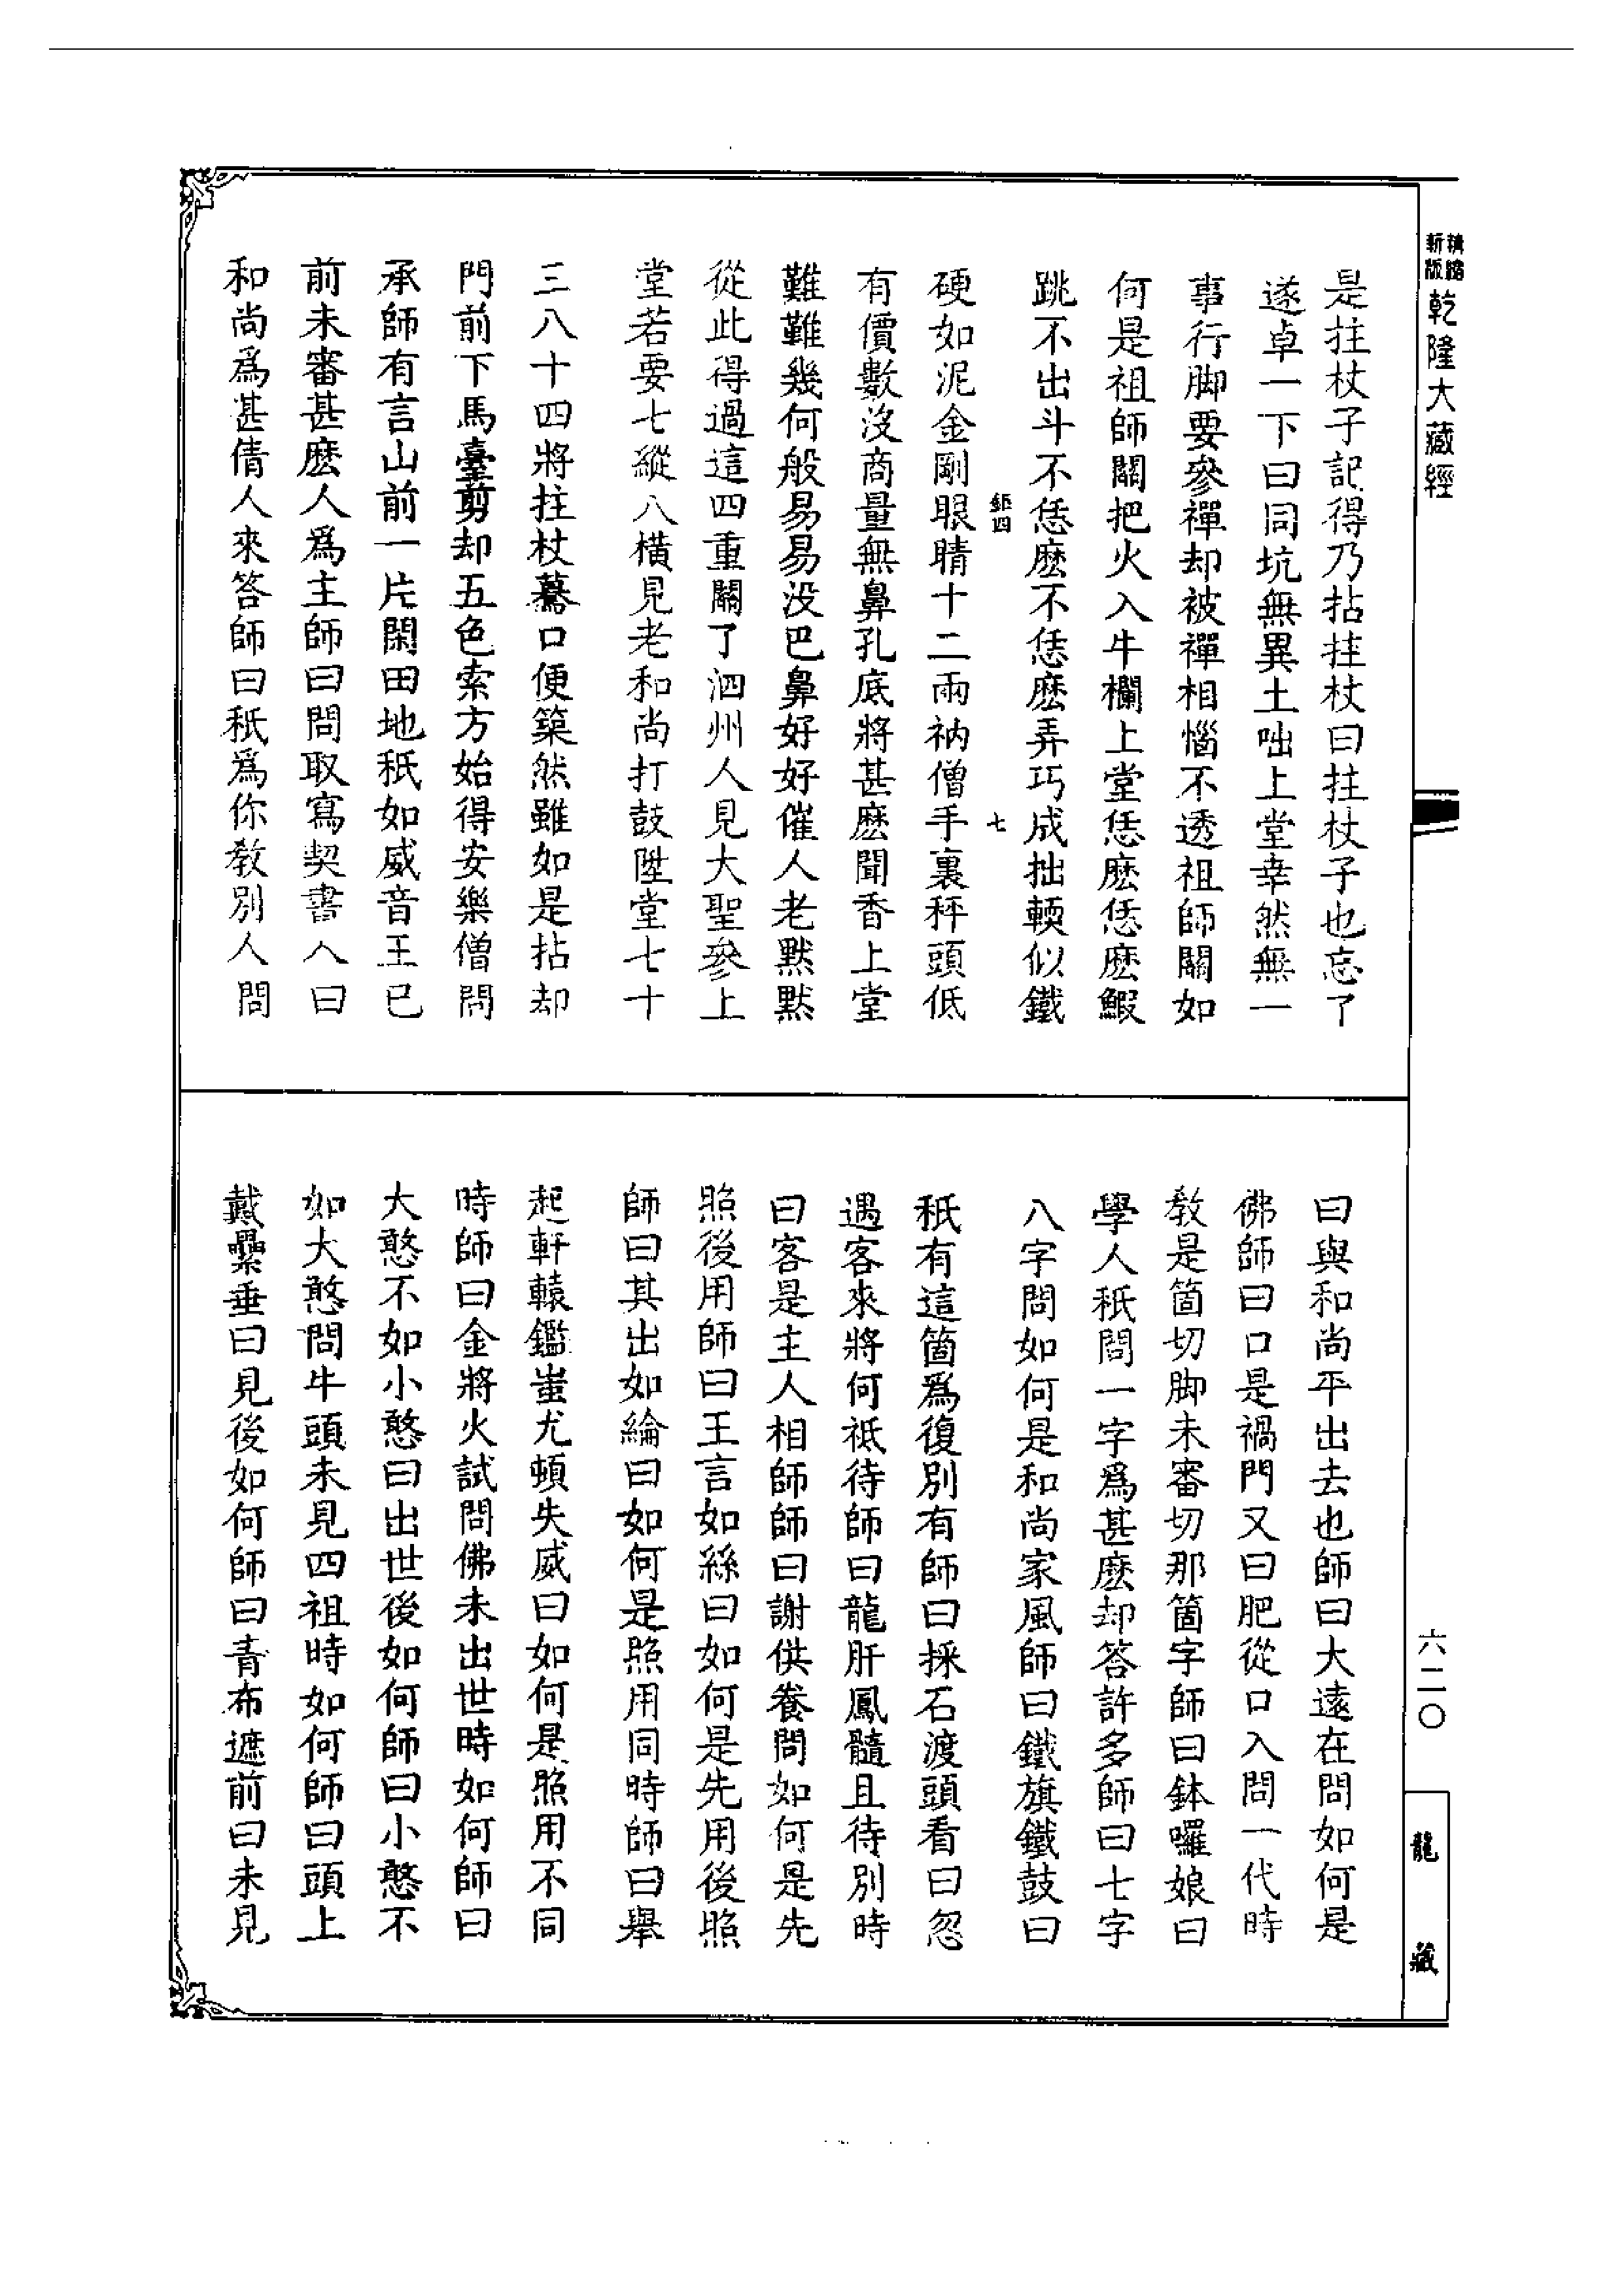 精縮新版 乾隆大藏經
是拄杖子記得乃拈拄杖曰拄杖子也忘了
遂卓一下曰同坑無異土咄上堂幸然無一
事行脚要參禪却被禪相惱不透祖師關如
何是祖師關把火入牛欄上堂恁麽恁麽鰕
跳不出斗不恁麽不恁麽弄巧成拙輭似鐵
鉅四 七
硬如泥金剛眼睛十二兩衲僧手裏秤頭低
有價數沒商量無鼻孔底將甚麽聞香上堂
難難幾何般易易没巴鼻好好催人老默默
從此得過這四重關了泗州人見大聖參上
堂若要七縱八橫見老和尚打鼓陞堂七十
三八十四將拄杖驀口便築然雖如是拈却
門前下馬臺剪却五色索方始得安樂僧問
承師有言山前一片閑田地秖如威音王已
前未審甚麽人爲主師曰問取寫契書人曰
和尚爲甚倩人來答師曰秖爲你教別人問
曰與和尚平出去也師曰大遠在問如何是
佛師曰口是禍門又曰肥從口入問一代時
教是箇切脚未審切那箇字師曰鉢囉娘曰
學人秖問一字爲甚麽却答許多師曰七字
八字問如何是和尚家風師曰鐵旗鐵鼓曰
秖有這箇爲復別有師曰採石渡頭看曰忽
遇客來將何祇待師曰龍肝鳳髓且待別時
曰客是主人相師師曰謝供養問如何是先
照後用師曰王言如絲曰如何是先用後照
師曰其出如綸曰如何是照用同時師曰舉
起軒轅鑑蚩尤頓失威曰如何是照用不同
時師曰金將火試問佛未出世時如何師曰
大憨不如小憨曰出世後如何師曰小憨不
如大憨問牛頭未見四祖時如何師曰頭上
戴纍垂曰見後如何師曰青布遮前曰未見
六二〇
龍藏